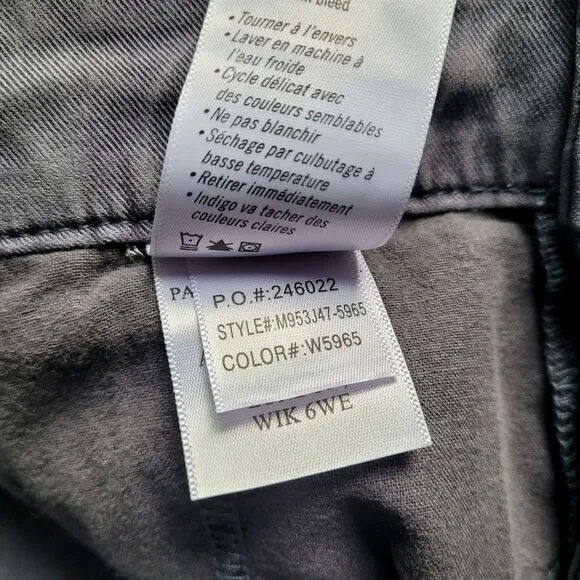 bleed
• Tourner à l'envers
• Laver en machine à
l'eau froide
• Cycle délicat avec
des couleurs semblables
• Ne pas blanchir
• Séchage par culbutage à
basse temperature
• Retirer immédiatement
• Indigo va tacher des
couleurs claires
PA
P.O.#:246022
STYLE#:M953J47-5965
COLOR#:W5965
WIK 6WE